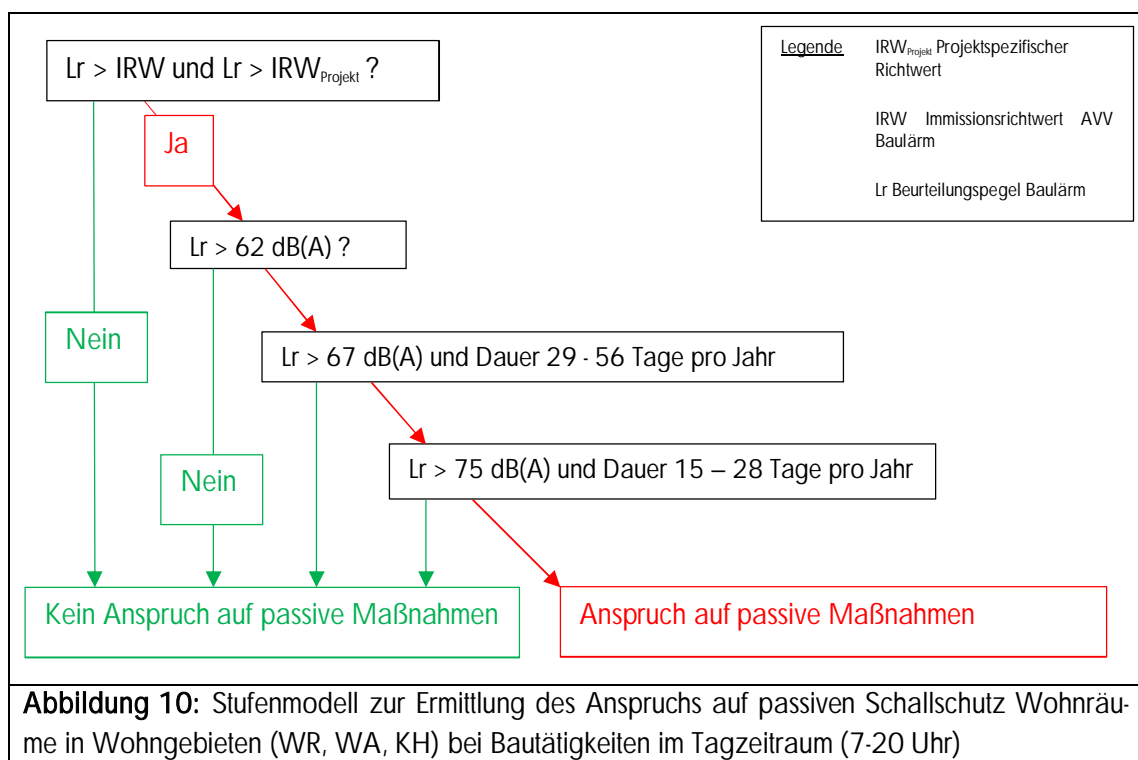 Lr > IRW und Lr > IRWProjekt ?
Legende IRWProjekt Projektspezifischer
Richtwert
IRW Immissionsrichtwert AVV
Baulärm
Lr Beurteilungspegel Baulärm
Ja
Lr > 62 dB(A) ?
Nein
Lr > 67 dB(A) und Dauer 29 - 56 Tage pro Jahr
Nein
Lr > 75 dB(A) und Dauer 15 – 28 Tage pro Jahr
Kein Anspruch auf passive Maßnahmen
Anspruch auf passive Maßnahmen
Abbildung 10: Stufenmodell zur Ermittlung des Anspruchs auf passiven Schallschutz Wohnräu-
me in Wohngebieten (WR, WA, KH) bei Bautätigkeiten im Tagzeitraum (7-20 Uhr)